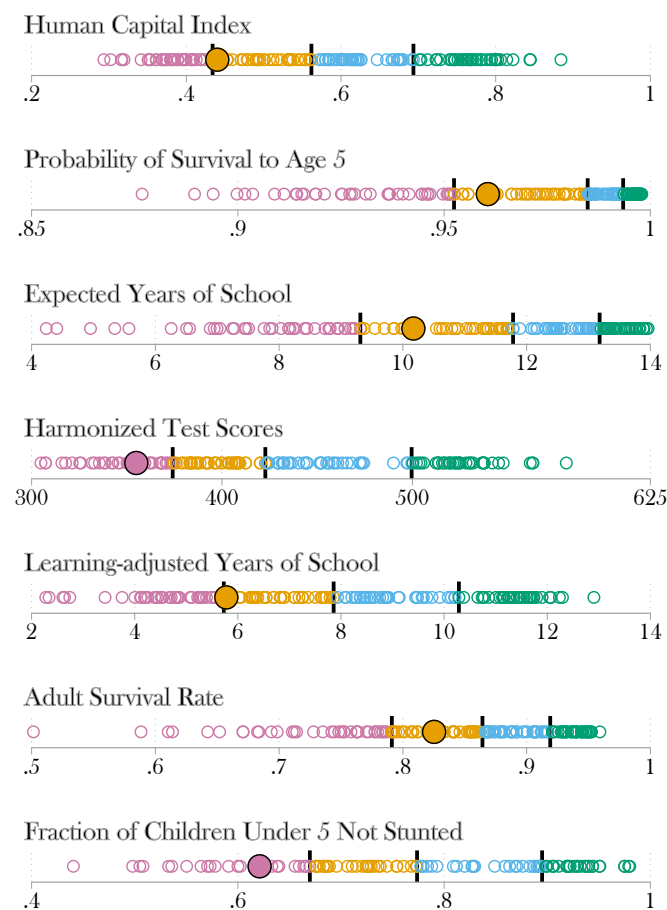 Human Capital Index
.2 .4 .6 .8 1
Probability of Survival to Age 5
.85 .9 .95 1
Expected Years of School
4 6 8 10 12 14
Harmonized Test Scores
300 400 500 625
Learning-adjusted Years of School
2 4 6 8 10 12 14
Adult Survival Rate
.5 .6 .7 .8 .9 1
Fraction of Children Under 5 Not Stunted
.4 .6 .8 1